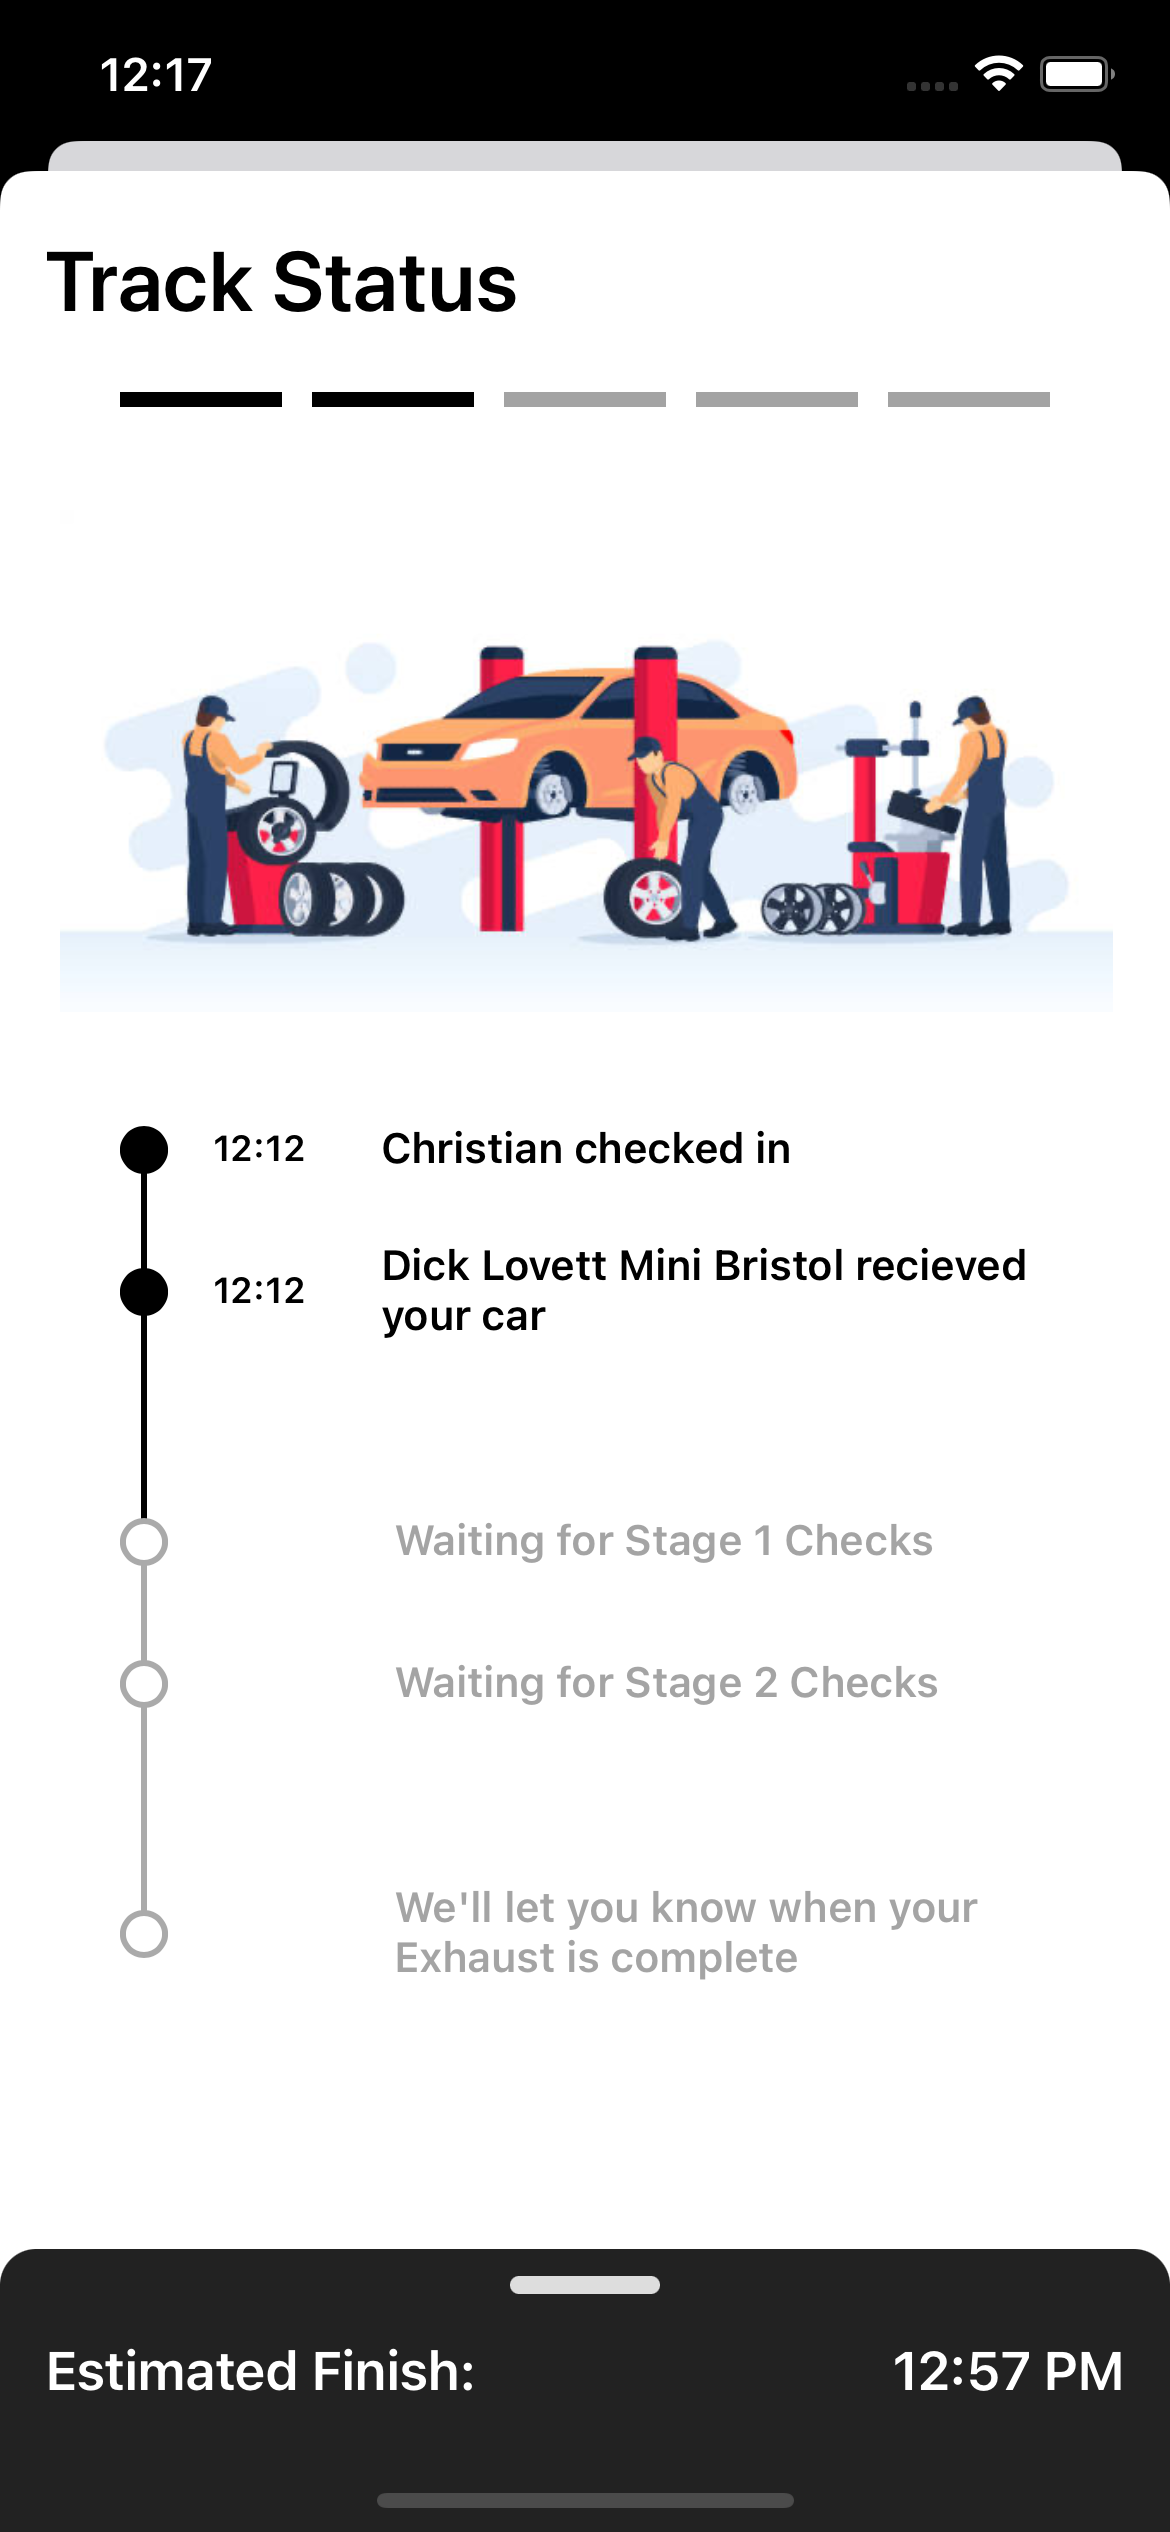 12:17
Track Status
12:12
Christian checked in
12:12
Dick Lovett Mini Bristol recieved
your car
Waiting for Stage 1 Checks
Waiting for Stage 2 Checks
We'll let you know when your
Exhaust is complete
Estimated Finish:
12:57 PM